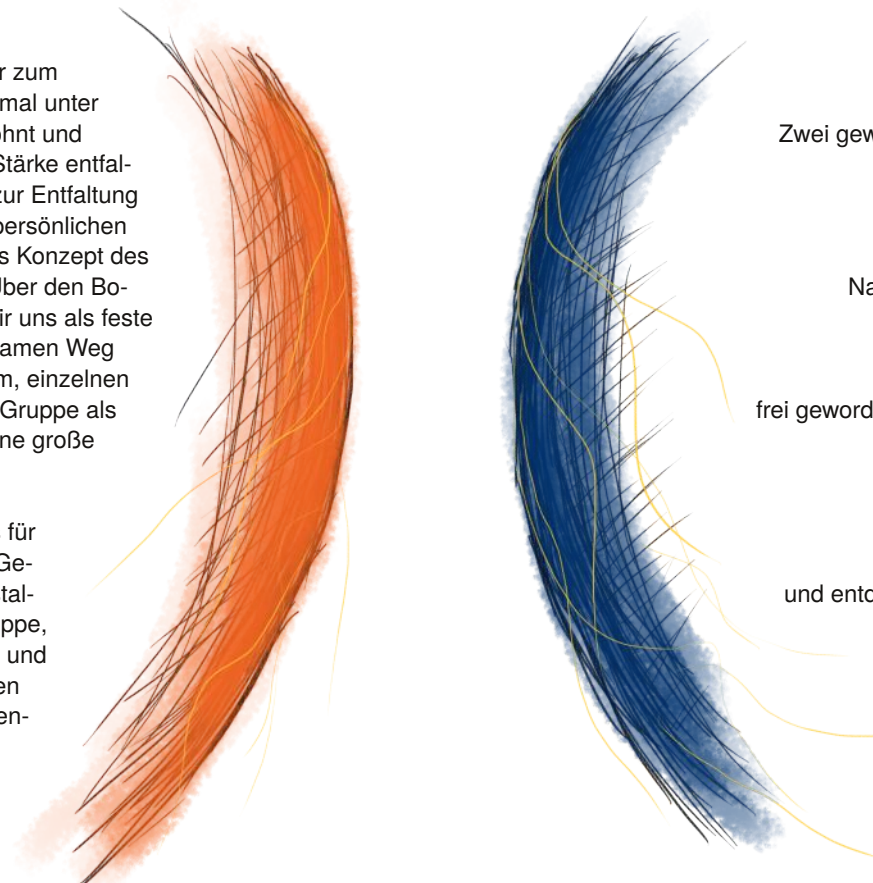 r zum
mal unter
ohnt und
Stärke entfal-
zur Entfaltung
persönlichen
s Konzept des
Über den Bo-
ir uns als feste
amen Weg
m, einzelnen
Gruppe als
ne große
s für
Ge-
tal-
ppe,
und
en
en-
Zwei gew
Na
frei geword
und entd